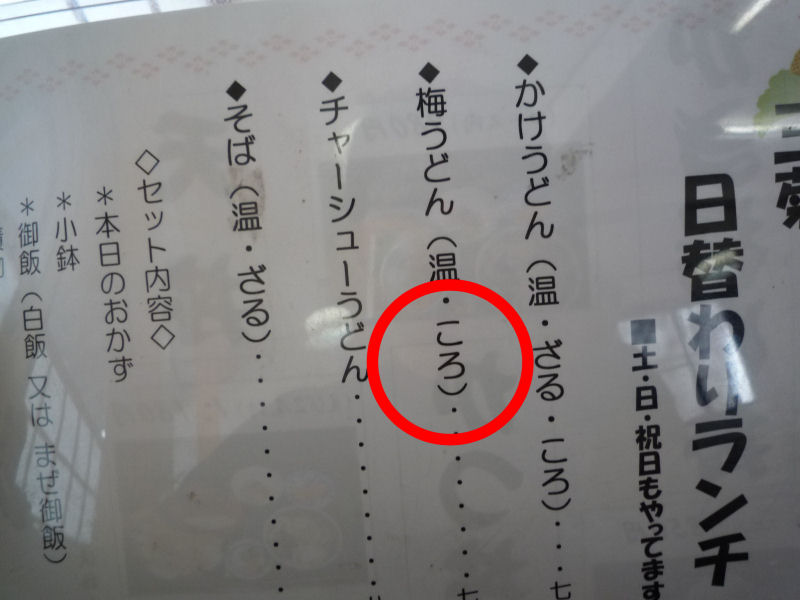 日替わりランチ
■土・日・祝日もやってます
◆かけうどん（温・ざる・ころ）‥‥七
◆梅うどん（温・ころ）‥‥‥‥‥七
◆チャーシューうどん‥‥‥‥‥
◆そば（温・ざる）‥‥‥‥‥‥
◇セット内容◇
＊本日のおかず
＊小鉢
＊御飯（白飯 又は まぜ御飯）